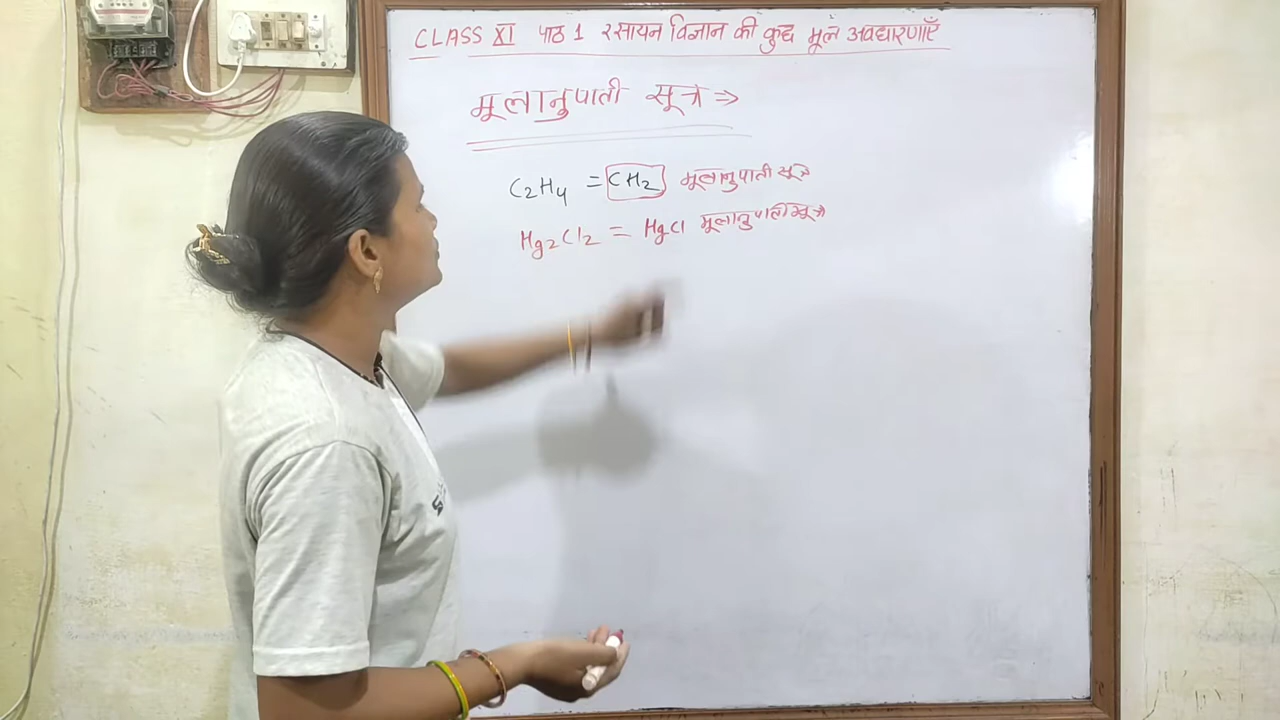 CLASS XI पाठ 1 रसायन विज्ञान की कुछ मूल अवधारणाएँ
मूलानुपाती सूत्र ⇒
C2H4 = CH2 मूलानुपाती सूत्र
Hg2Cl2 = HgCl मूलानुपाती सूत्र